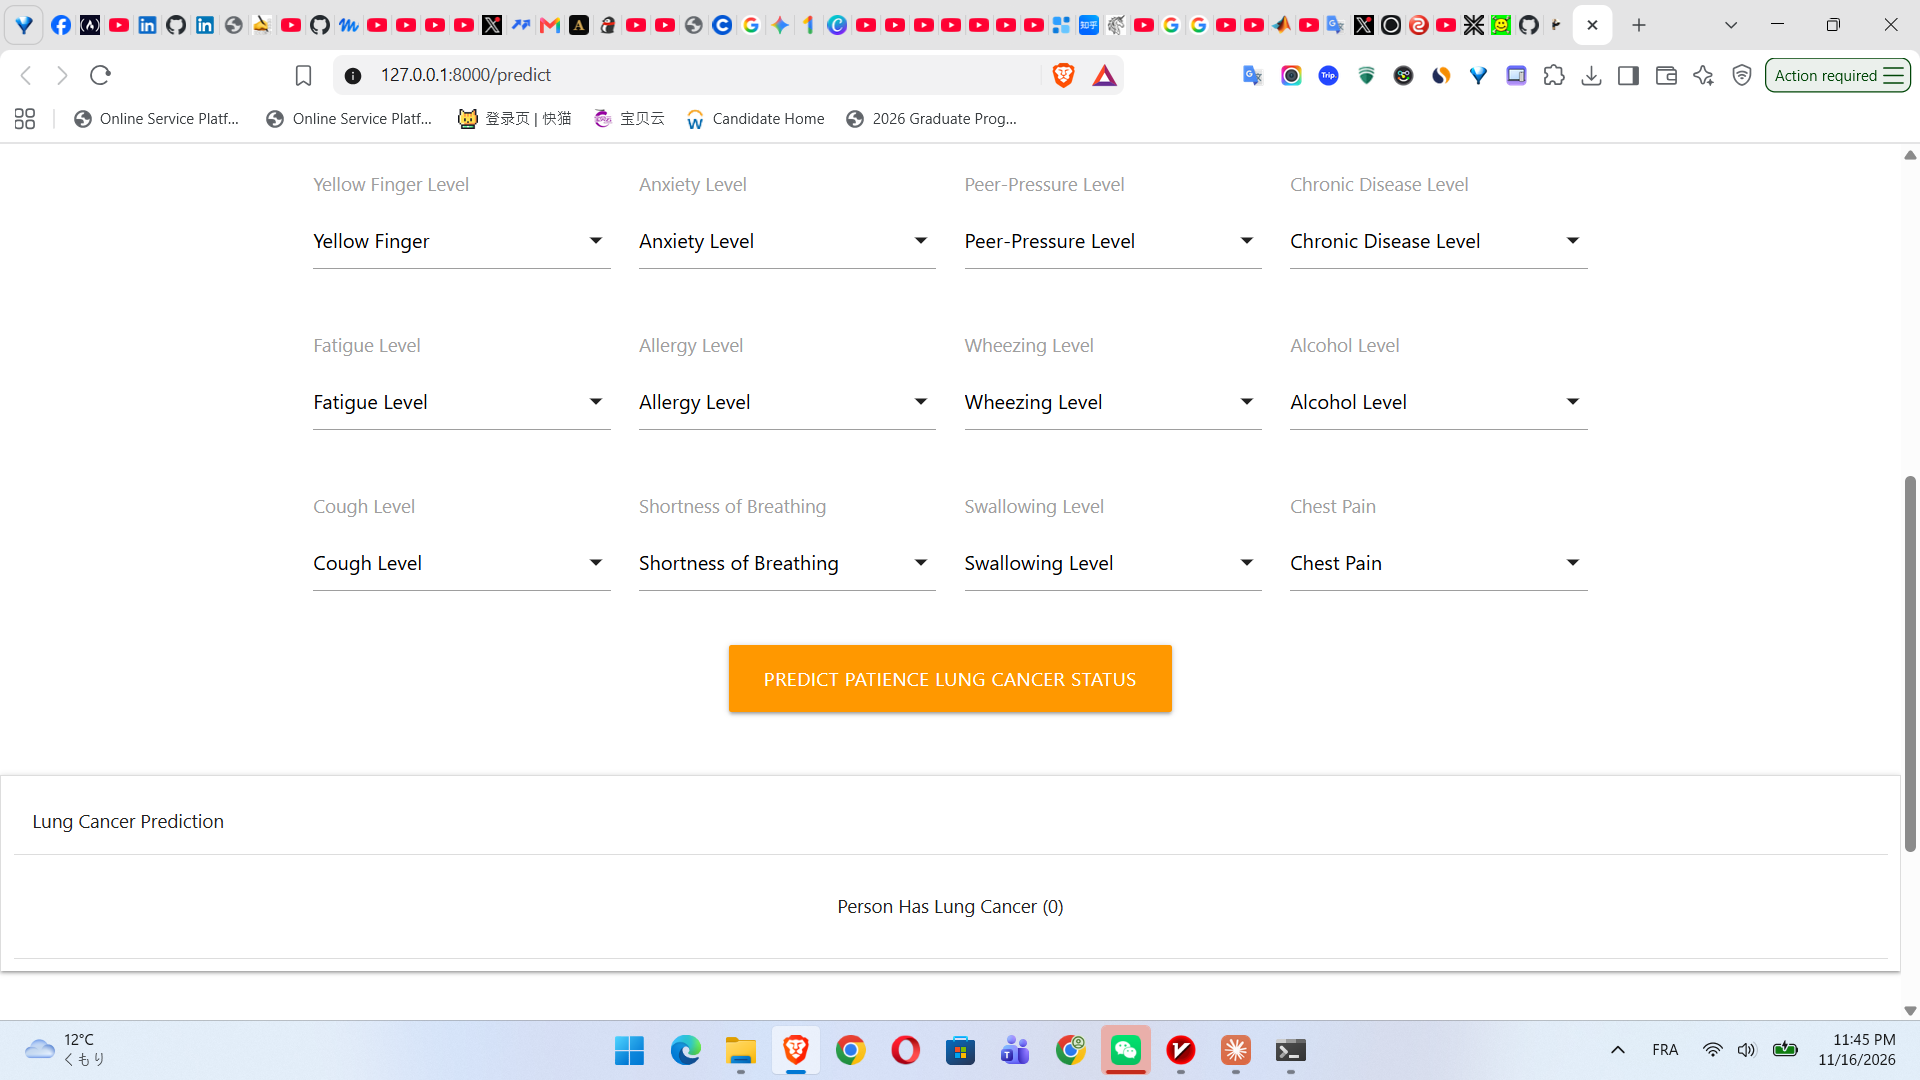 127.0.0.1:8000/predict
Action required
Online Service Platf...
Online Service Platf...
登录页 | 快猫
宝贝云
Candidate Home
2026 Graduate Prog...
Yellow Finger Level
Anxiety Level
Peer-Pressure Level
Chronic Disease Level
Yellow Finger
Anxiety Level
Peer-Pressure Level
Chronic Disease Level
Fatigue Level
Allergy Level
Wheezing Level
Alcohol Level
Fatigue Level
Allergy Level
Wheezing Level
Alcohol Level
Cough Level
Shortness of Breathing
Swallowing Level
Chest Pain
Cough Level
Shortness of Breathing
Swallowing Level
Chest Pain
PREDICT PATIENCE LUNG CANCER STATUS
Lung Cancer Prediction
Person Has Lung Cancer (0)
12°C
くもり
FRA
11:45 PM
11/16/2026